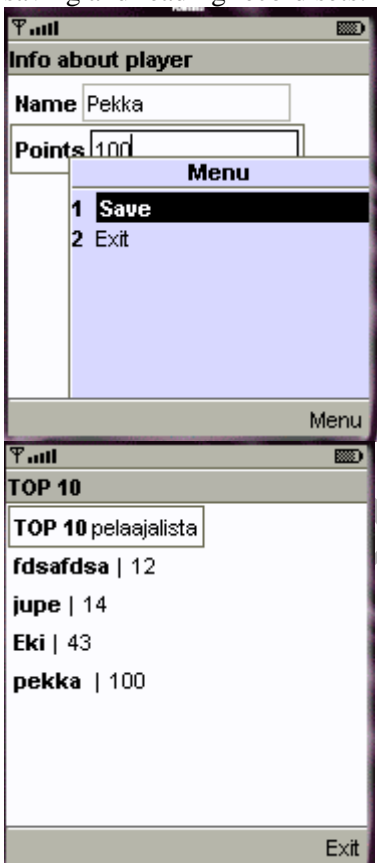 Info about player
Name Pekka
Points 100
Menu
1 Save
2 Exit
Menu
TOP 10
TOP 10 pelaajalista
fdsafdsa | 12
jupe | 14
Eki | 43
pekka | 100
Exit